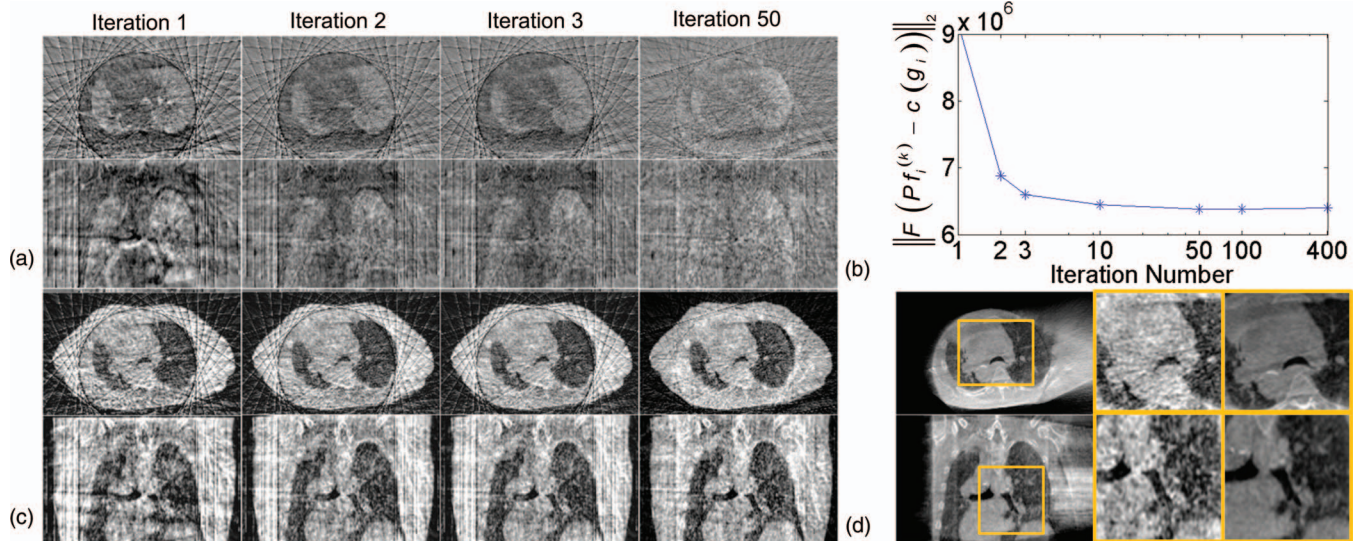 Iteration 1 Iteration 2 Iteration 3 Iteration 50
(a)
(c)
‖F (Pf_i^(k) − c (g_i))‖_2
× 10^6
9
8
7
6
1 2 3 10 50 100 400
Iteration Number
(b)
(d)